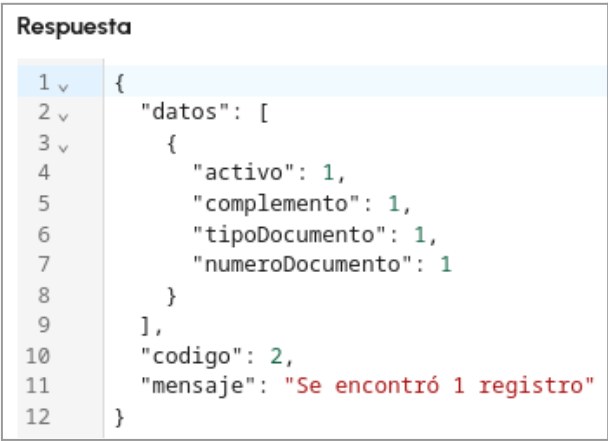 Respuesta
1 {
2 "datos": [
3 {
4 "activo": 1,
5 "complemento": 1,
6 "tipoDocumento": 1,
7 "numeroDocumento": 1
8 }
9 ],
10 "codigo": 2,
11 "mensaje": "Se encontró 1 registro"
12 }